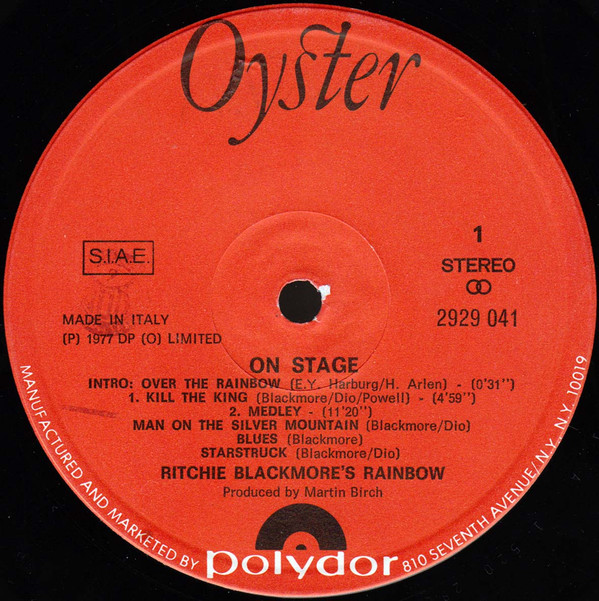 Oyster
S.I.A.E.
1
STEREO
2929 041
MADE IN ITALY
(P) 1977 DP (O) LIMITED
ON STAGE
INTRO: OVER THE RAINBOW (E.Y. Harburg/H. Arlen) - (0'31'')
1. KILL THE KING (Blackmore/Dio/Powell) - (4'59'')
2. MEDLEY - (11'20'')
MAN ON THE SILVER MOUNTAIN (Blackmore/Dio)
BLUES (Blackmore)
STARSTRUCK (Blackmore/Dio)
RITCHIE BLACKMORE'S RAINBOW
Produced by Martin Birch
MANUFACTURED AND MARKETED BY polydor 810 SEVENTH AVENUE/N.Y. N.Y. 10019